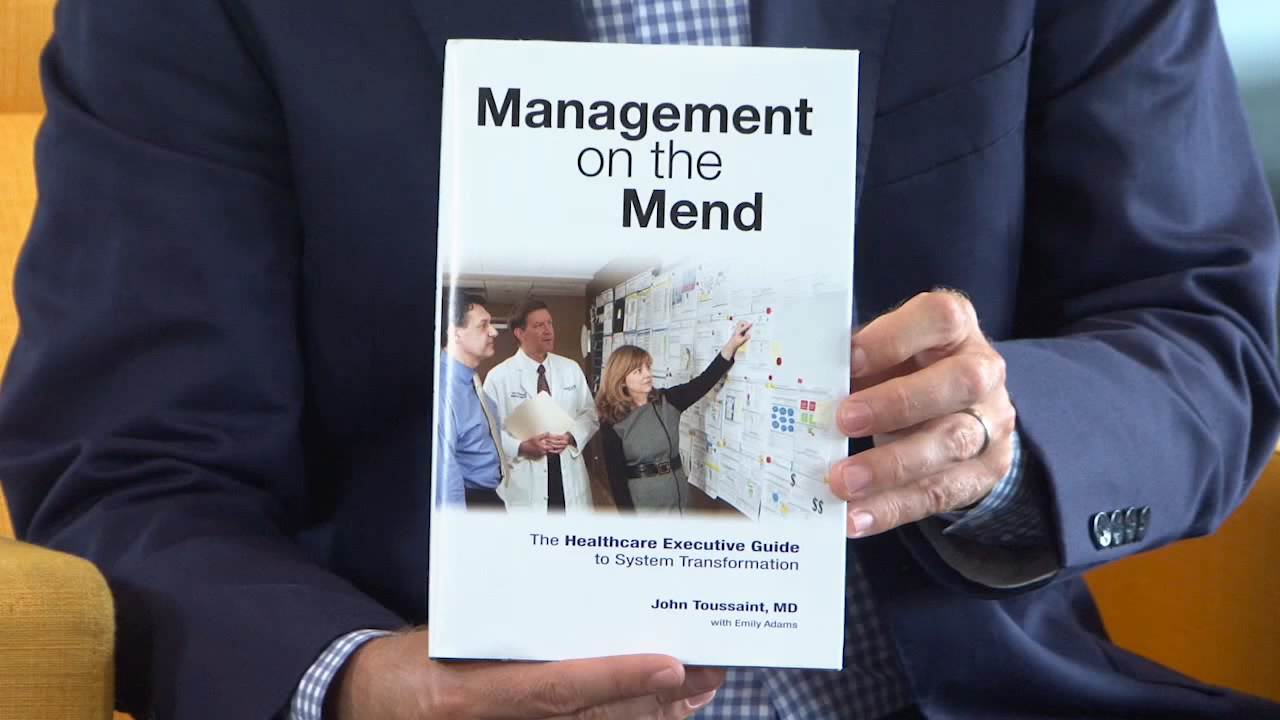 Management
on the
Mend
$
$$
The Healthcare Executive Guide
to System Transformation
John Toussaint, MD
with Emily Adams